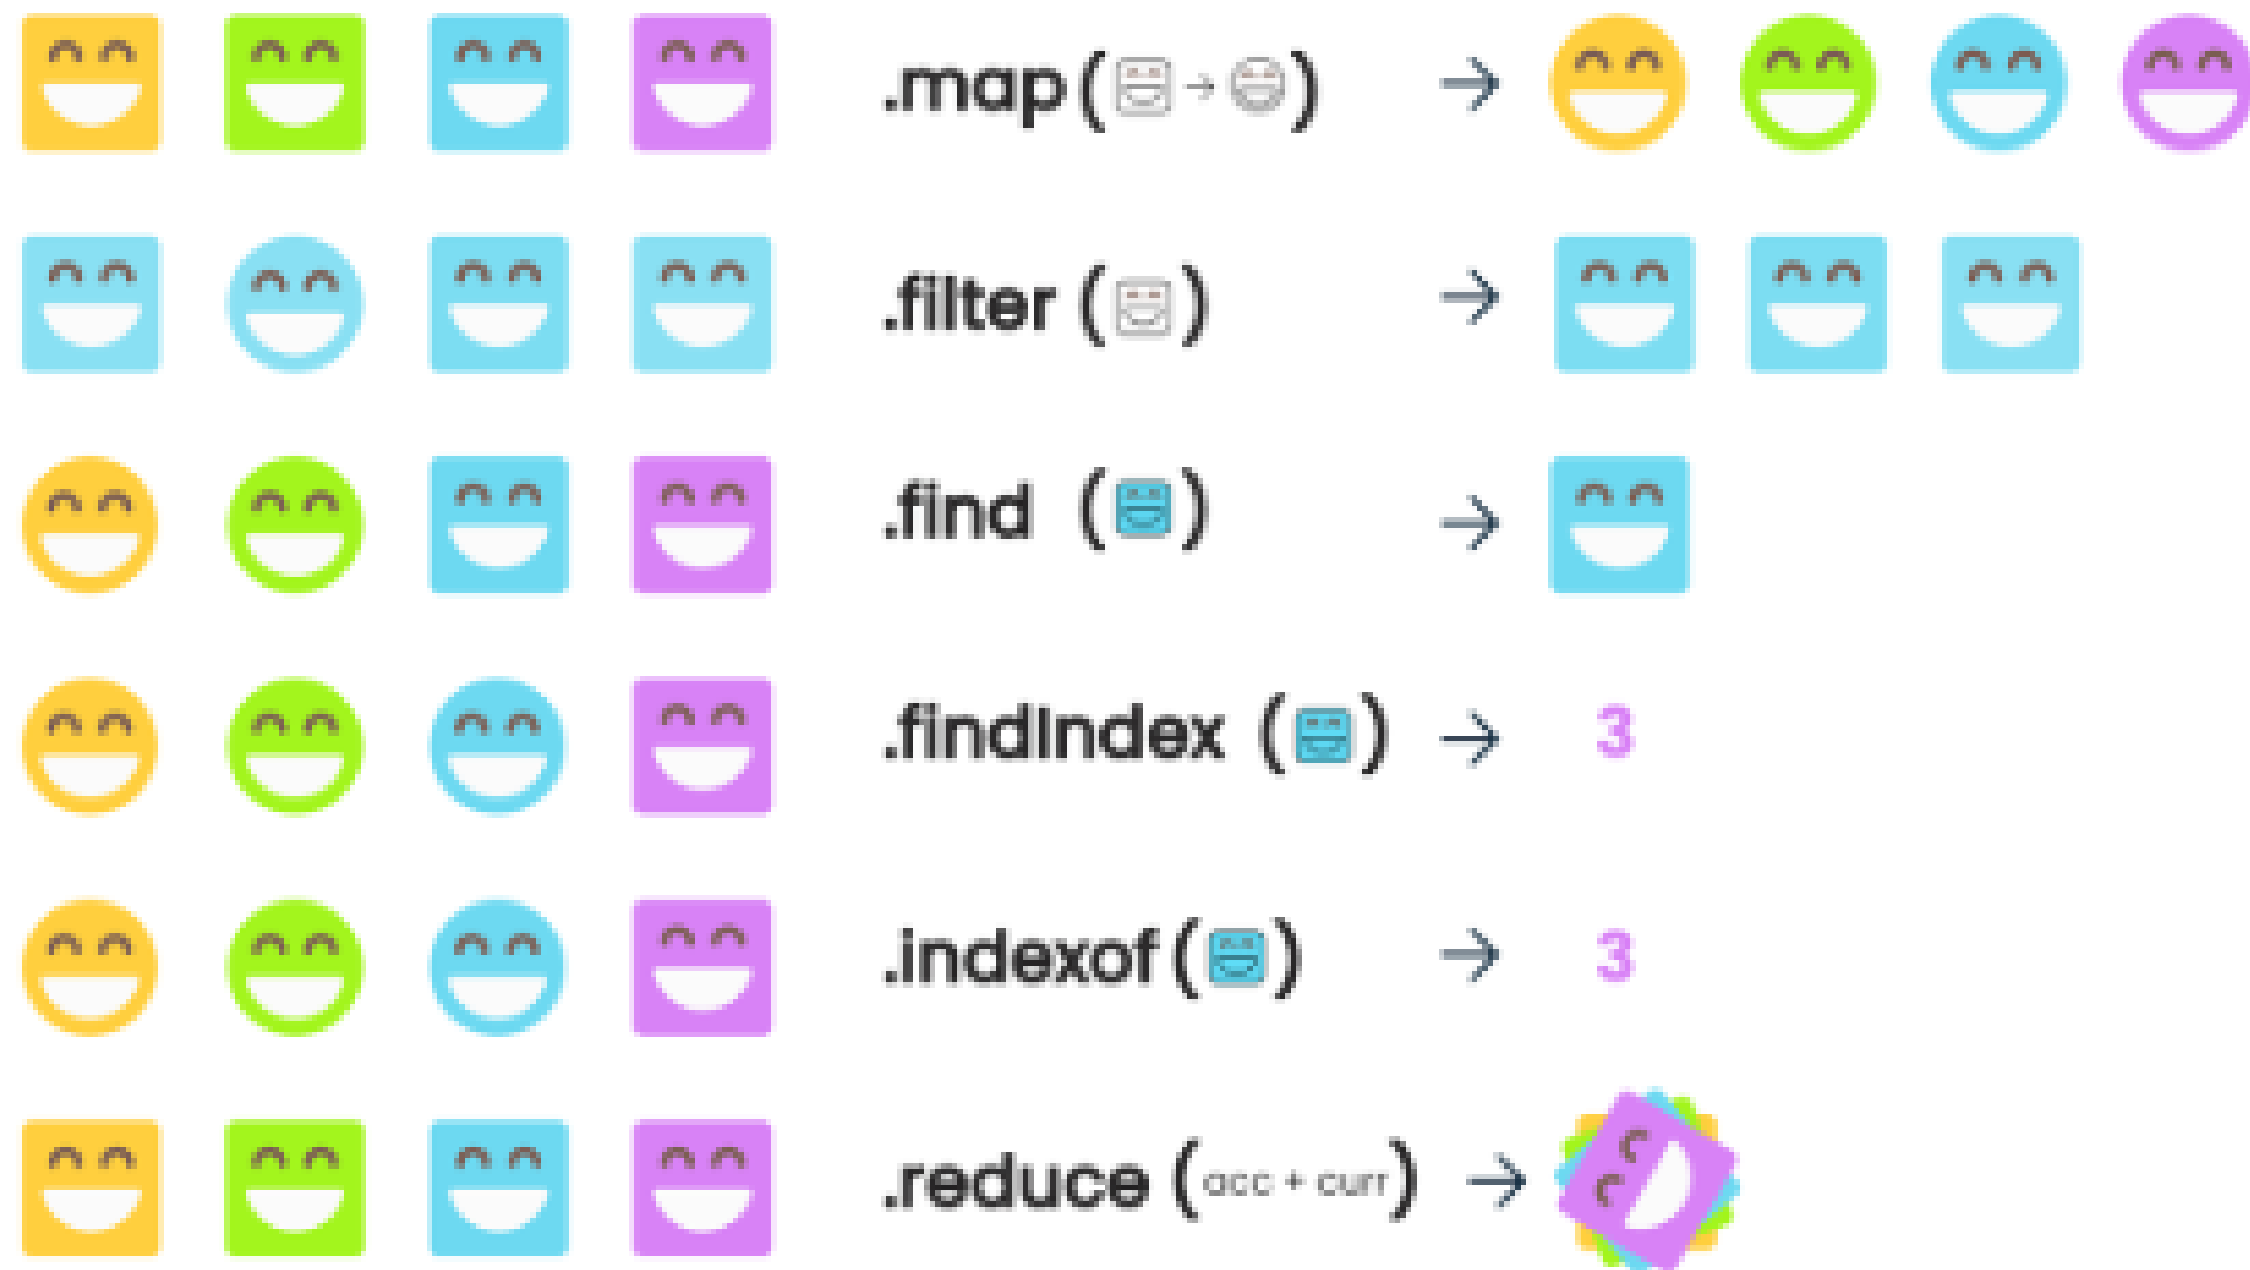 .map( → ) →
.filter ( ) →
.find ( ) →
.findIndex ( ) → 3
.indexof( ) → 3
.reduce (acc + curr) →